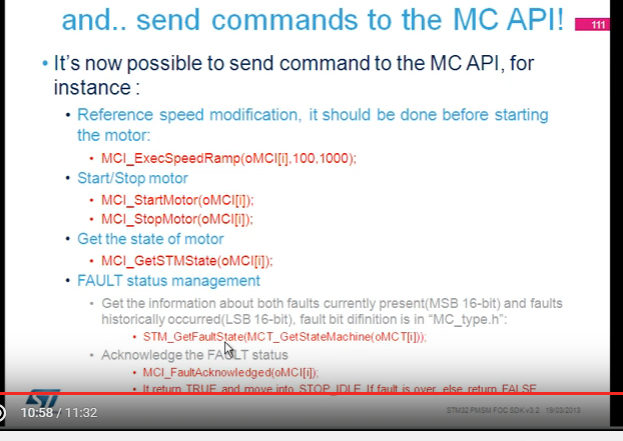 and.. send commands to the MC API!
111
• It's now possible to send command to the MC API, for
instance :
• Reference speed modification, it should be done before starting
the motor:
• MCI_ExecSpeedRamp(oMCI[i],100,1000);
• Start/Stop motor
• MCI_StartMotor(oMCI[i]);
• MCI_StopMotor(oMCI[i]);
• Get the state of motor
• MCI_GetSTMState(oMCI[i]);
• FAULT status management
• Get the information about both faults currently present(MSB 16-bit) and faults
historically occurred(LSB 16-bit), fault bit difinition is in "MC_type.h":
• STM_GetFaultState(MCT_GetStateMachine(oMCT[i]));
• Acknowledge the FAULT status
• MCI_FaultAcknowledged(oMCI[i]);
• It return TRUE and move into STOP_IDLE If fault is over, else return FALSE
ST
10:58 / 11:32
STM32 PMSM FOC SDK v3.2 19/03/2013